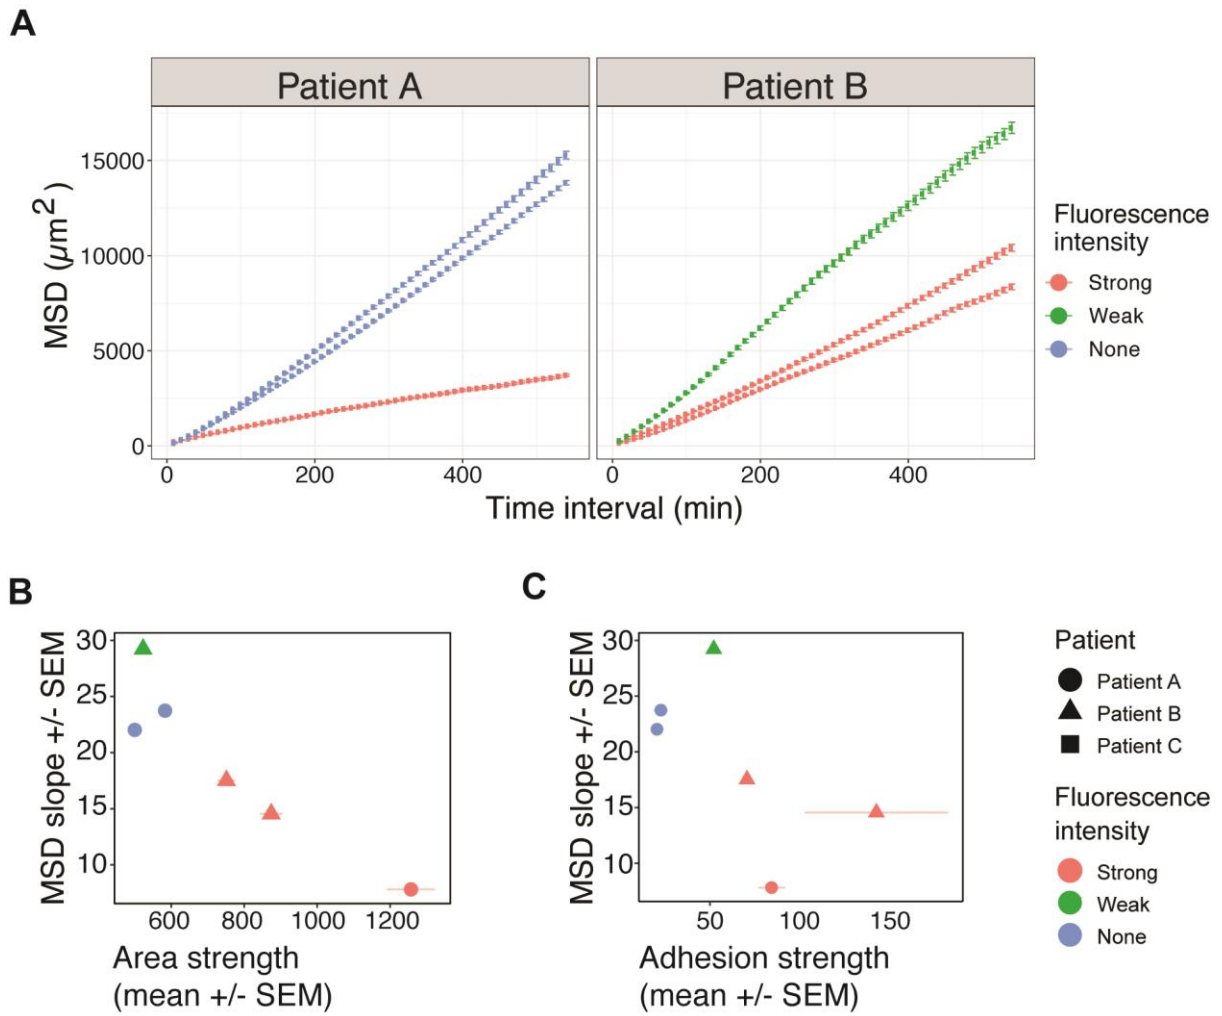 A
Patient A
Patient B
MSD (µm²)
15000
10000
5000
0
0
200
400
0
200
400
Time interval (min)
Fluorescence
intensity
Strong
Weak
None
B
MSD slope +/- SEM
30
25
20
15
10
600
800
1000
1200
Area strength
(mean +/- SEM)
C
MSD slope +/- SEM
30
25
20
15
10
50
100
150
Adhesion strength
(mean +/- SEM)
Patient
Patient A
Patient B
Patient C
Fluorescence
intensity
Strong
Weak
None